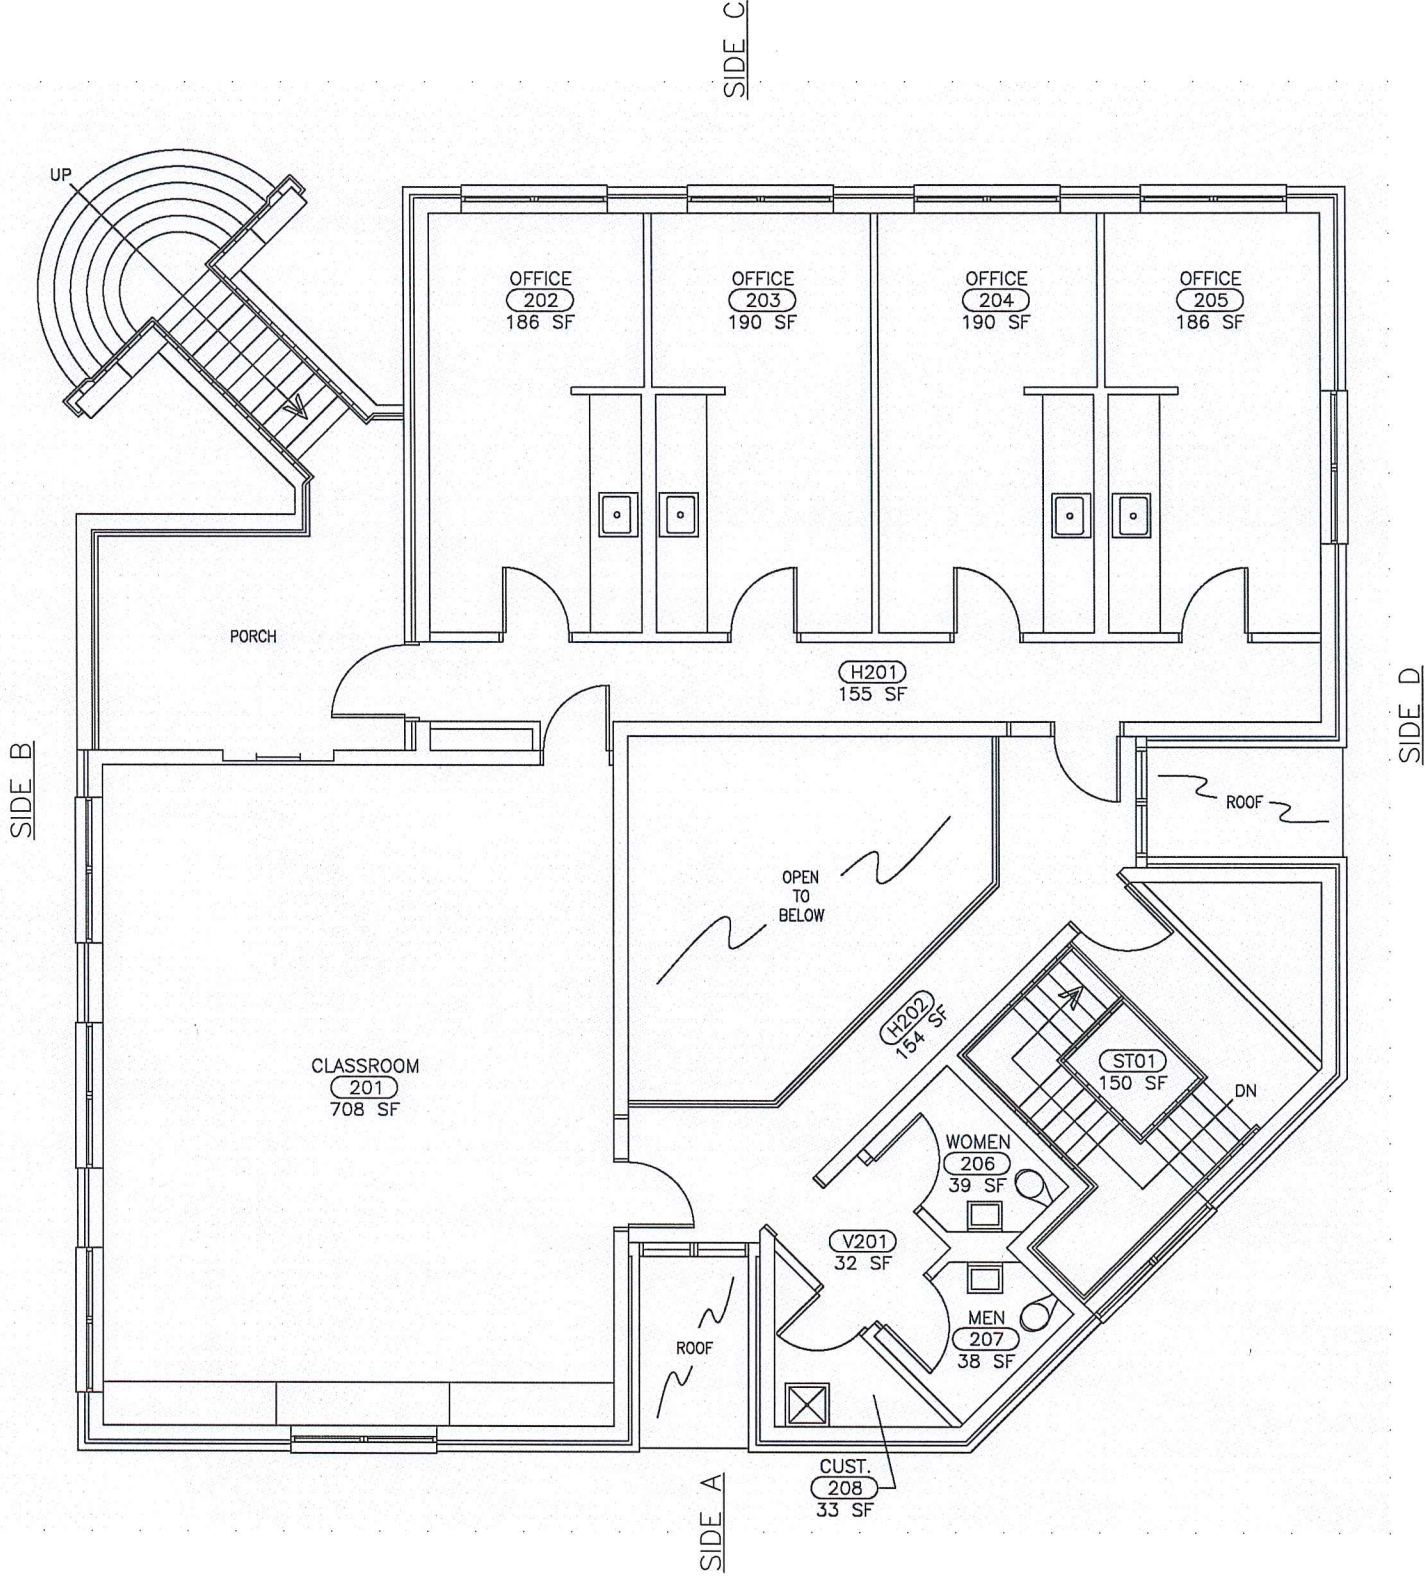 SIDE C
UP
OFFICE
202
186 SF
OFFICE
203
190 SF
OFFICE
204
190 SF
OFFICE
205
186 SF
PORCH
H201
155 SF
SIDE D
SIDE B
ROOF
OPEN
TO
BELOW
H202
154 SF
CLASSROOM
201
708 SF
ST01
150 SF
DN
WOMEN
206
39 SF
V201
32 SF
MEN
207
38 SF
ROOF
CUST.
208
33 SF
SIDE A